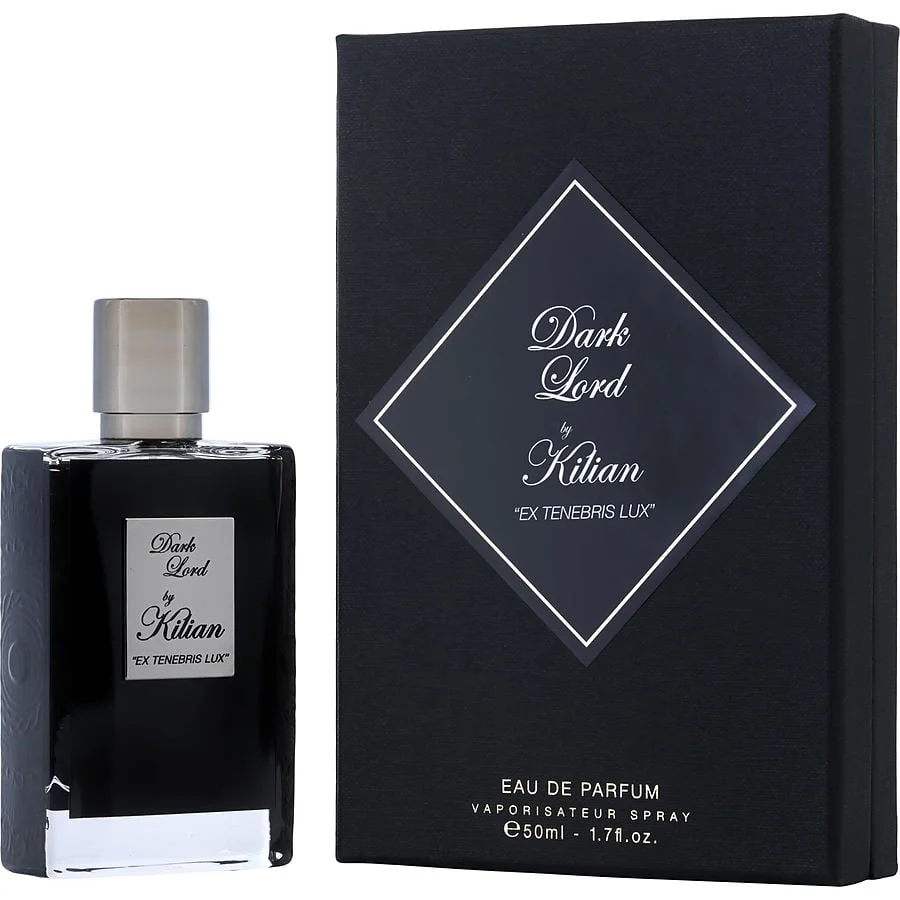 Dark
Lord
by
Kilian
"EX TENEBRIS LUX"
Dark
Lord
by
Kilian
"EX TENEBRIS LUX"
EAU DE PARFUM
VAPORISATEUR SPRAY
℮50ml - 1.7fl.oz.